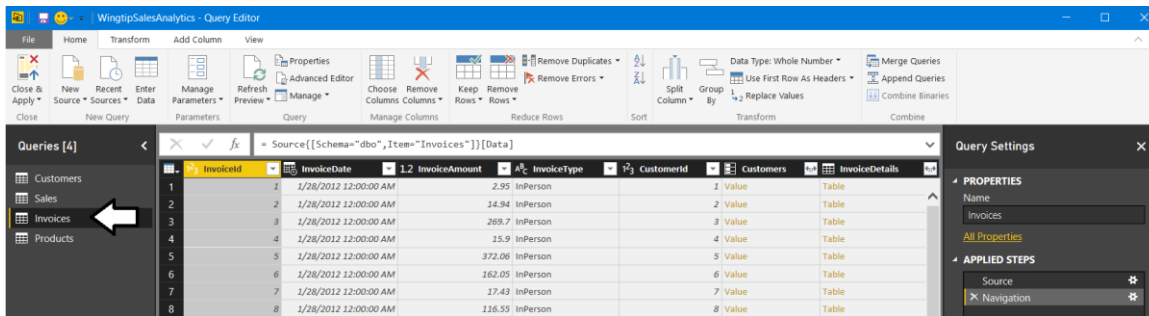 WingtipSalesAnalytics - Query Editor
File Home Transform Add Column View
Close & Apply
New Source
Recent Sources
Enter Data
Manage Parameters
Refresh Preview
Properties
Advanced Editor
Manage
Choose Columns
Remove Columns
Keep Rows
Remove Rows
Remove Duplicates
Remove Errors
Split Column
Group By
Data Type: Whole Number
Use First Row As Headers
Replace Values
Merge Queries
Append Queries
Combine Binaries
Close New Query Parameters Query Manage Columns Reduce Rows Sort Transform Combine
Queries [4]
Customers
Sales
Invoices
Products
fx = Source{[Schema="dbo",Item="Invoices"]}[Data]
InvoiceId InvoiceDate 1.2 InvoiceAmount ABC InvoiceType 123 CustomerId Customers InvoiceDetails
1 1 1/28/2012 12:00:00 AM 2.95 InPerson 1 Value Table
2 2 1/28/2012 12:00:00 AM 14.94 InPerson 2 Value Table
3 3 1/28/2012 12:00:00 AM 269.7 InPerson 3 Value Table
4 4 1/28/2012 12:00:00 AM 15.9 InPerson 4 Value Table
5 5 1/28/2012 12:00:00 AM 372.06 InPerson 5 Value Table
6 6 1/28/2012 12:00:00 AM 162.05 InPerson 6 Value Table
7 7 1/28/2012 12:00:00 AM 17.43 InPerson 7 Value Table
8 8 1/28/2012 12:00:00 AM 116.55 InPerson 8 Value Table
Query Settings
PROPERTIES
Name
Invoices
All Properties
APPLIED STEPS
Source
Navigation